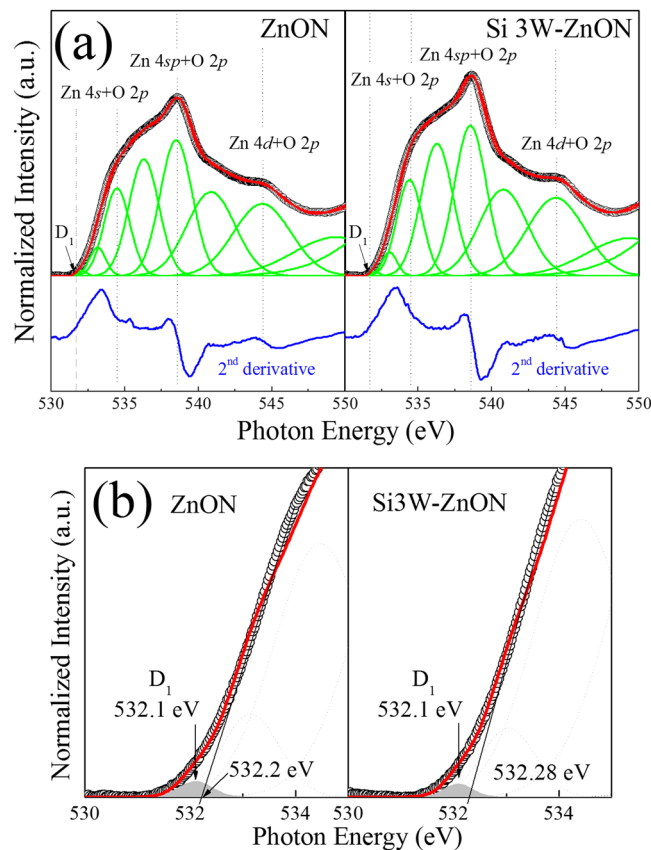 (a)
ZnON
Si 3W-ZnON
Zn 4sp+O 2p
Zn 4sp+O 2p
Zn 4s+O 2p
Zn 4s+O 2p
Zn 4d+O 2p
Zn 4d+O 2p
D1
D1
2nd derivative
2nd derivative
Normalized Intensity (a.u.)
530 535 540 545 550 535 540 545 550
Photon Energy (eV)
(b)
ZnON
Si3W-ZnON
D1
532.1 eV
D1
532.1 eV
532.2 eV
532.28 eV
Normalized Intensity (a.u.)
530 532 534 530 532 534
Photon Energy (eV)